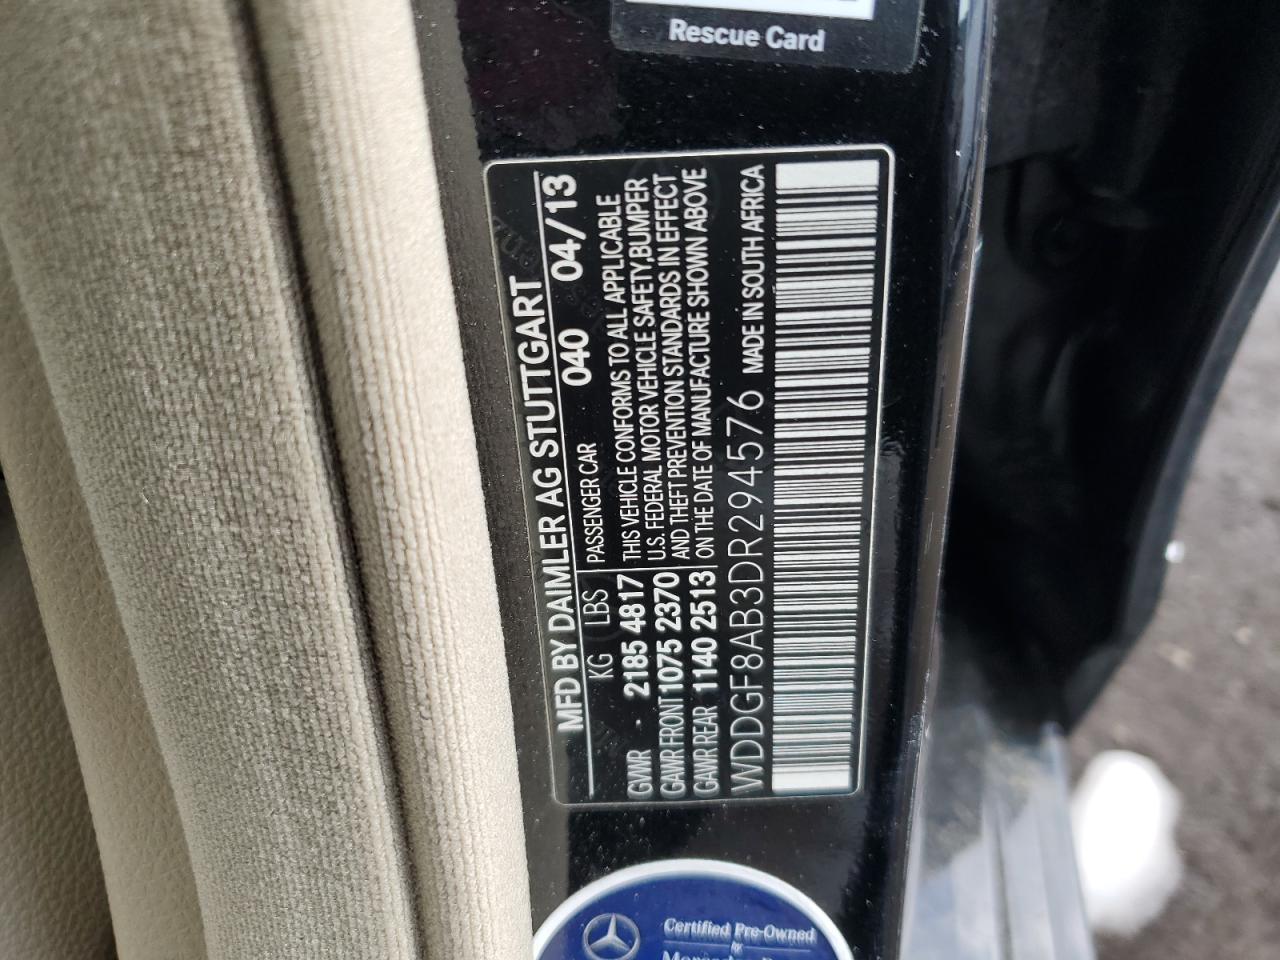 Rescue Card
MFD BY DAIMLER AG STUTTGART
KG LBS PASSENGER CAR 040 04/13
GVWR - 2185 4817 THIS VEHICLE CONFORMS TO ALL APPLICABLE
GAWR FRONT 1075 2370 U.S. FEDERAL MOTOR VEHICLE SAFETY,BUMPER
GAWR REAR 1140 2513 AND THEFT PREVENTION STANDARDS IN EFFECT
ON THE DATE OF MANUFACTURE SHOWN ABOVE
WDDGF8AB3DR294576 MADE IN SOUTH AFRICA
Certified Pre-Owned
by